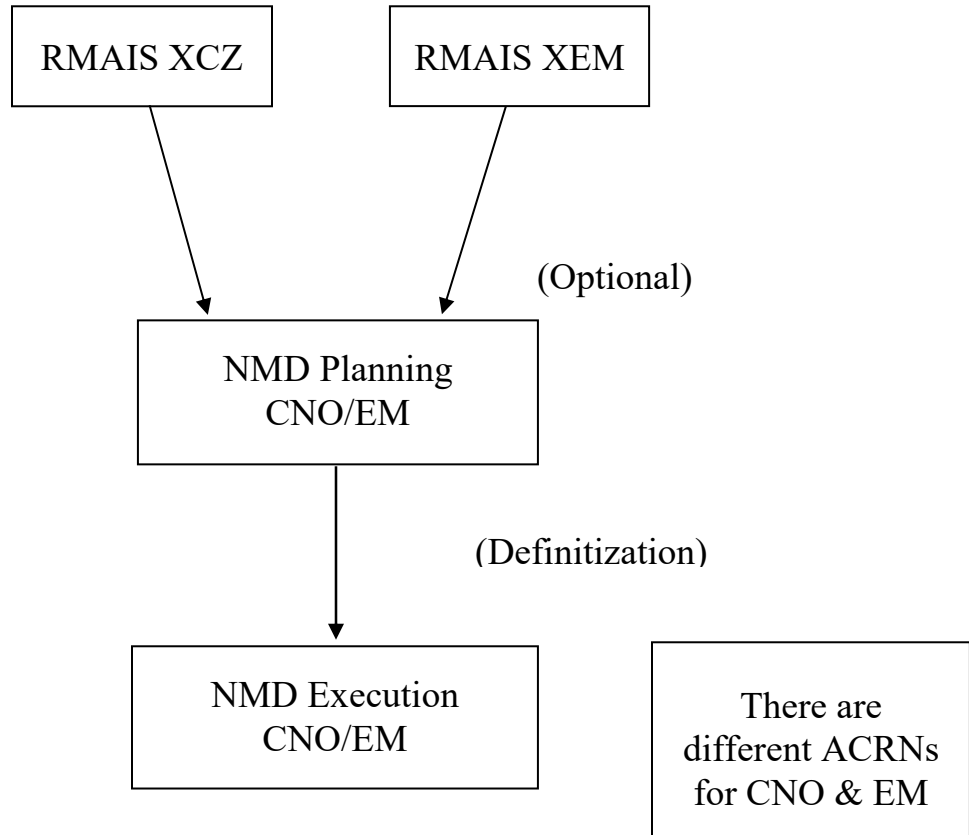 RMAIS XCZ
RMAIS XEM
(Optional)
NMD Planning
CNO/EM
(Definitization)
NMD Execution
CNO/EM
There are
different ACRNs
for CNO & EM